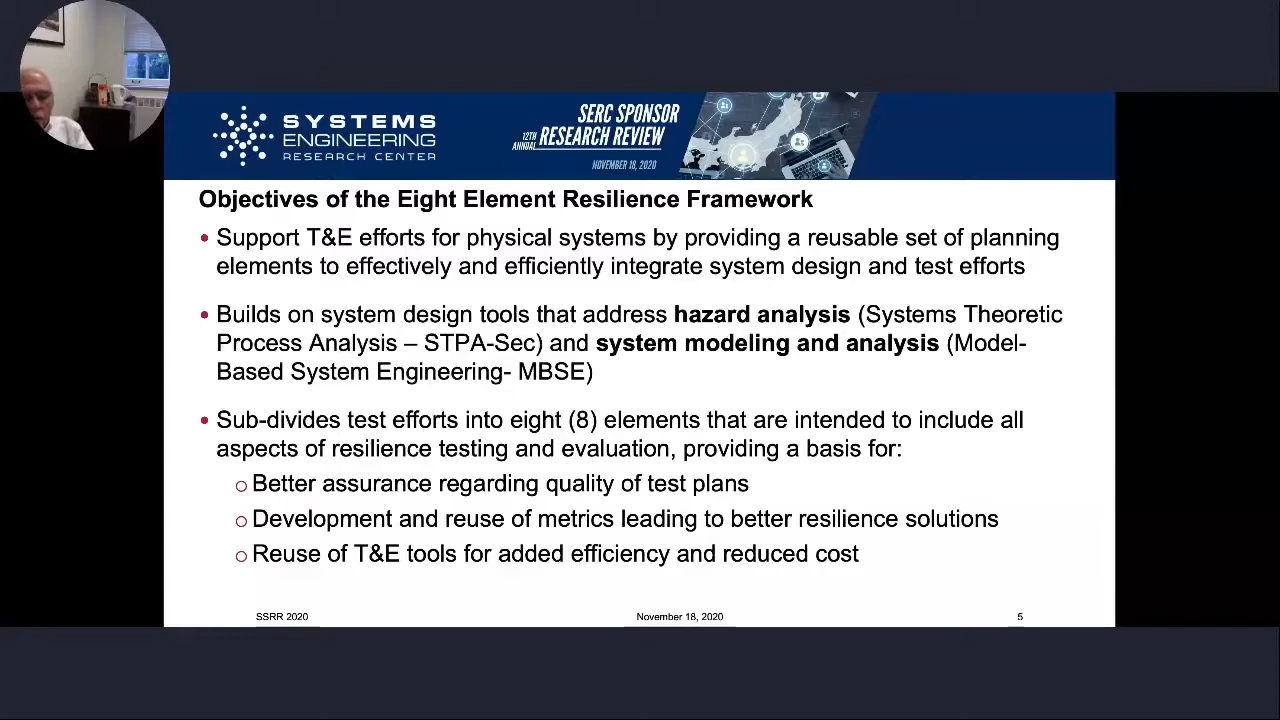 SYSTEMS
ENGINEERING
RESEARCH CENTER
SERC SPONSOR
12TH
ANNUAL
RESEARCH REVIEW
NOVEMBER 18, 2020
Objectives of the Eight Element Resilience Framework
• Support T&E efforts for physical systems by providing a reusable set of planning
elements to effectively and efficiently integrate system design and test efforts
• Builds on system design tools that address hazard analysis (Systems Theoretic
Process Analysis – STPA-Sec) and system modeling and analysis (Model-
Based System Engineering- MBSE)
• Sub-divides test efforts into eight (8) elements that are intended to include all
aspects of resilience testing and evaluation, providing a basis for:
o Better assurance regarding quality of test plans
o Development and reuse of metrics leading to better resilience solutions
o Reuse of T&E tools for added efficiency and reduced cost
SSRR 2020
November 18, 2020
5